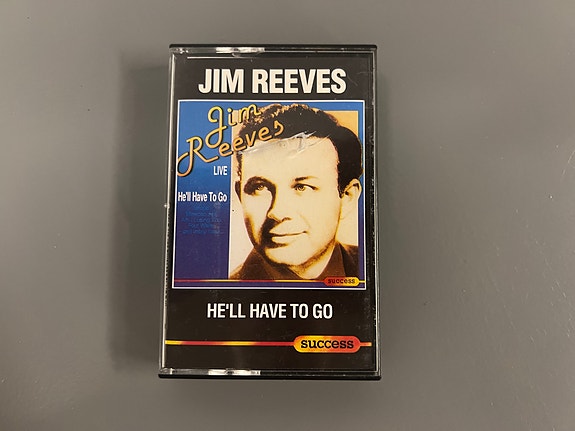 JIM REEVES
Jim
Reeves
LIVE
He'll Have To Go
success
HE'LL HAVE TO GO
success